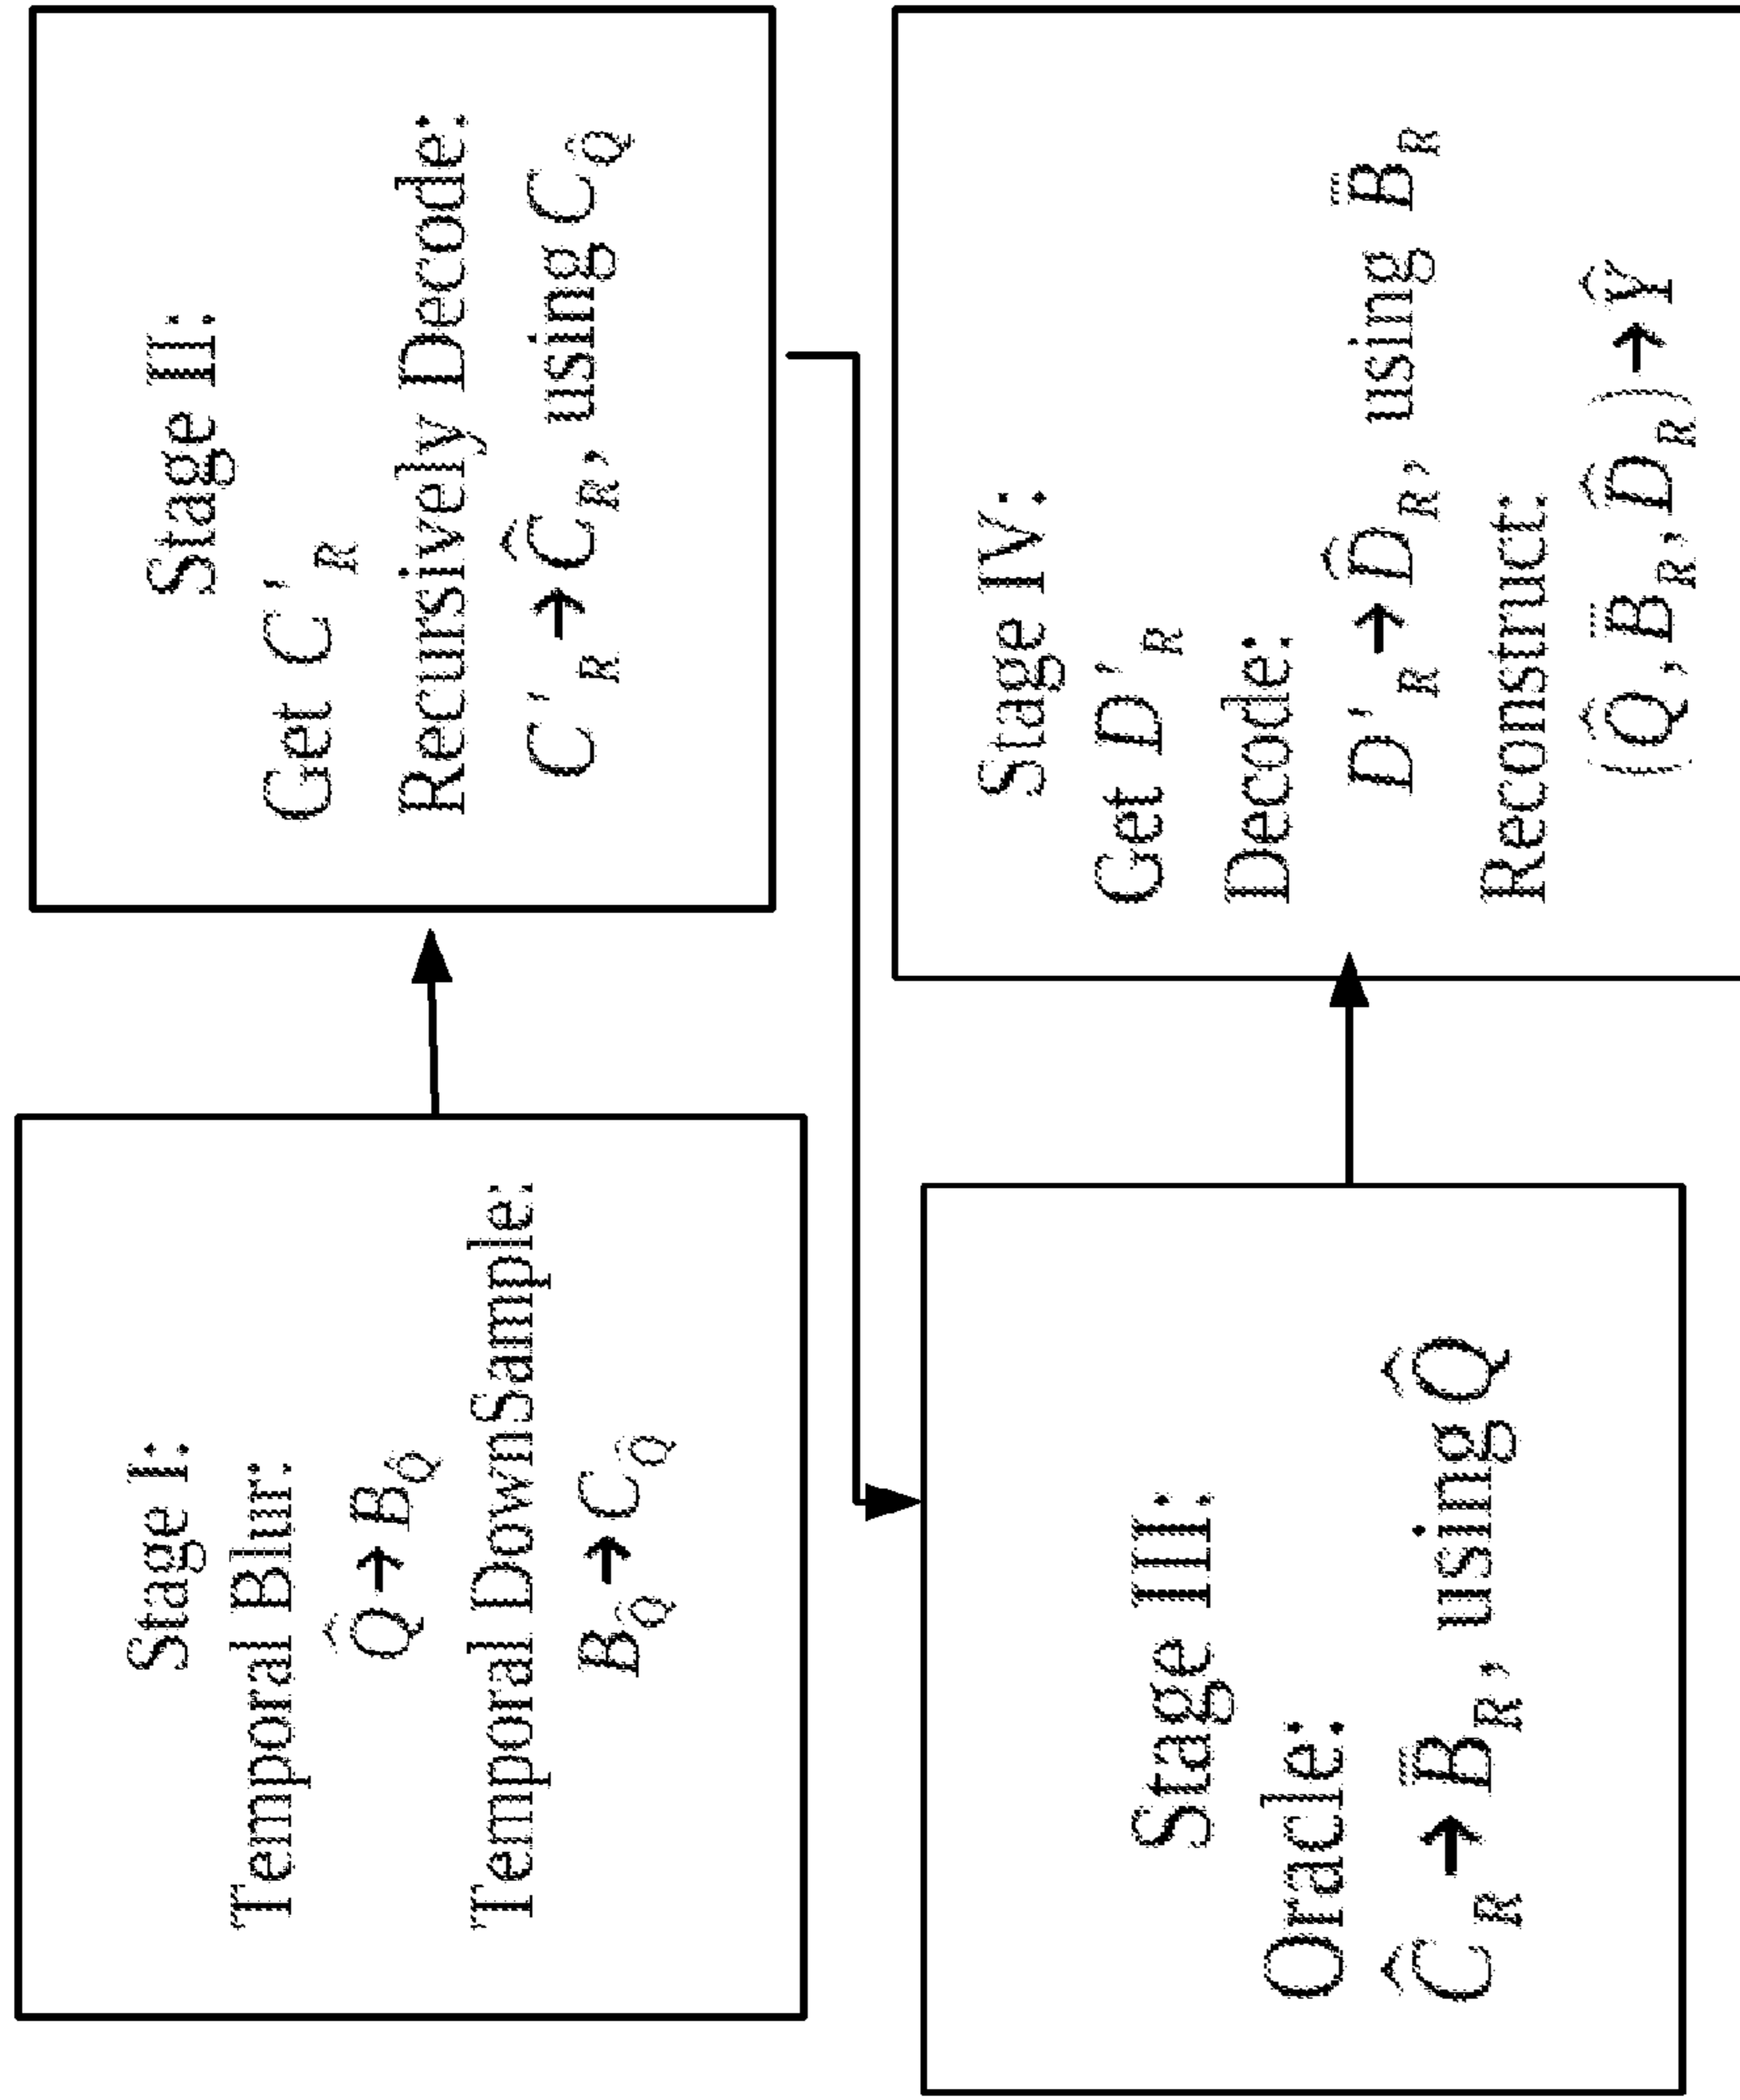 Stage I:
Temporal Blur:
Q̂ → B_Q̂
Temporal DownSample:
B_Q̂ → C_Q̂
Stage II:
Get C'_R
Recursively Decode:
C'_R → Ĉ_R, using C_Q̂
Stage III:
Oracle:
Ĉ_R → B̅_R, using Q̂
Stage IV:
Get D'_R
Decode:
D'_R → D̂_R, using B̅_R
Reconstruct:
(Q̂, B̅_R, D̂_R) → Ŷ